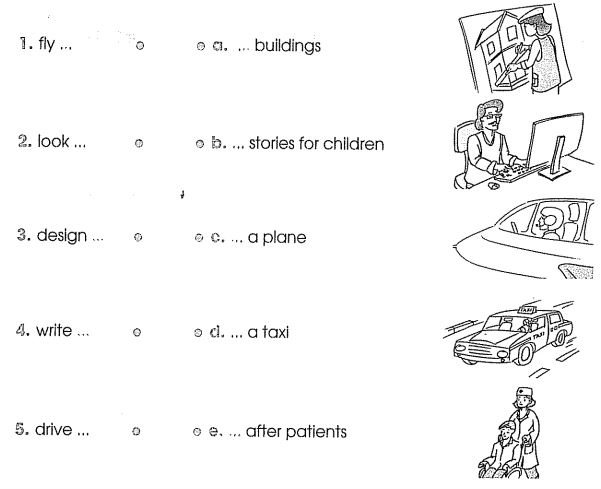 1. fly ... a. ... buildings
2. look ... b. ... stories for children
3. design ... c. ... a plane
4. write ... d. ... a taxi
TAXI
TAXI
5. drive ... e. ... after patients